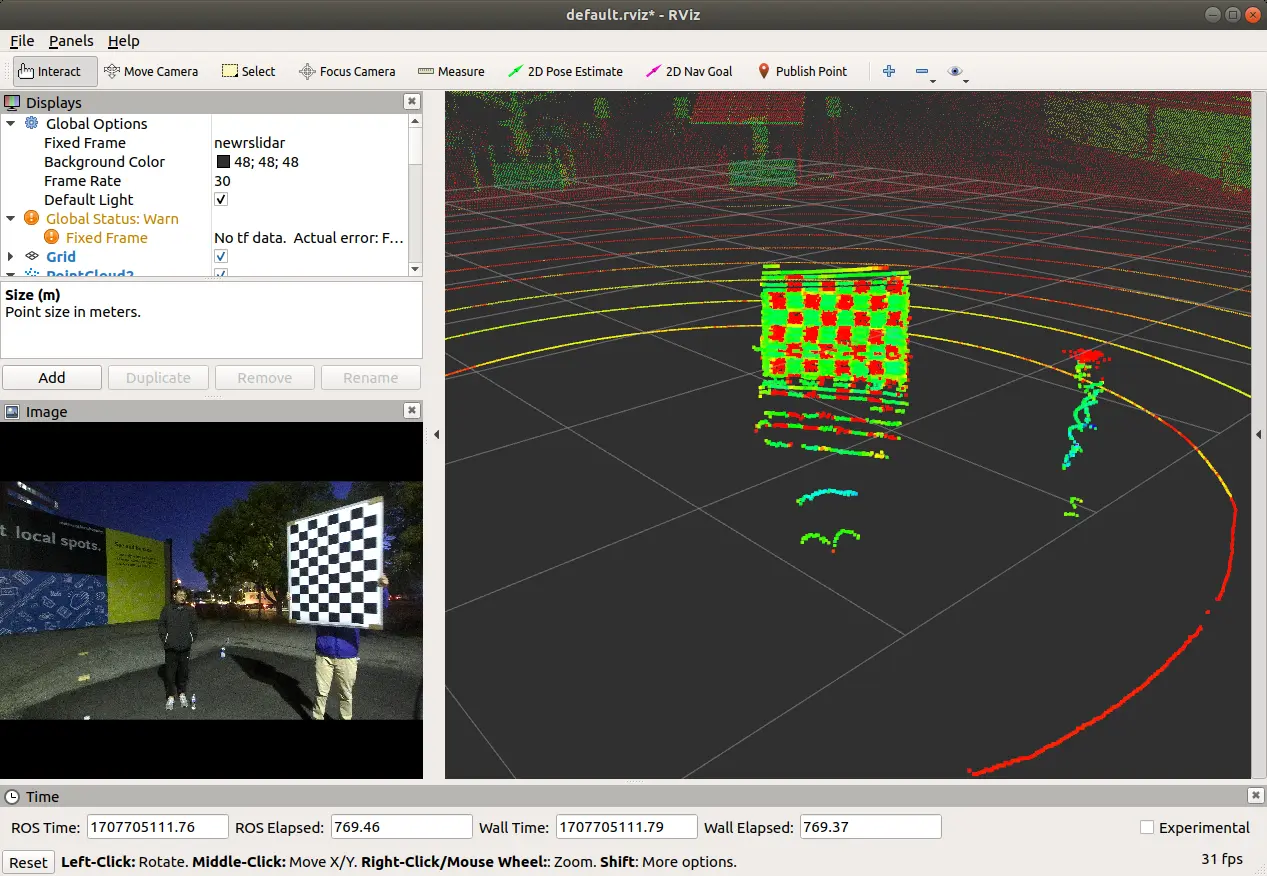 default.rviz* - RViz
File Panels Help
Interact Move Camera Select Focus Camera Measure 2D Pose Estimate 2D Nav Goal Publish Point
Displays
Global Options
Fixed Frame newrslidar
Background Color 48; 48; 48
Frame Rate 30
Default Light
Global Status: Warn
Fixed Frame No tf data.  Actual error: F...
Grid
PointCloud2
Size (m)
Point size in meters.
Add Duplicate Remove Rename
Image
t local spots.
Time
ROS Time: 1707705111.76 ROS Elapsed: 769.46 Wall Time: 1707705111.79 Wall Elapsed: 769.37 Experimental
Reset Left-Click: Rotate. Middle-Click: Move X/Y. Right-Click/Mouse Wheel:: Zoom. Shift: More options. 31 fps